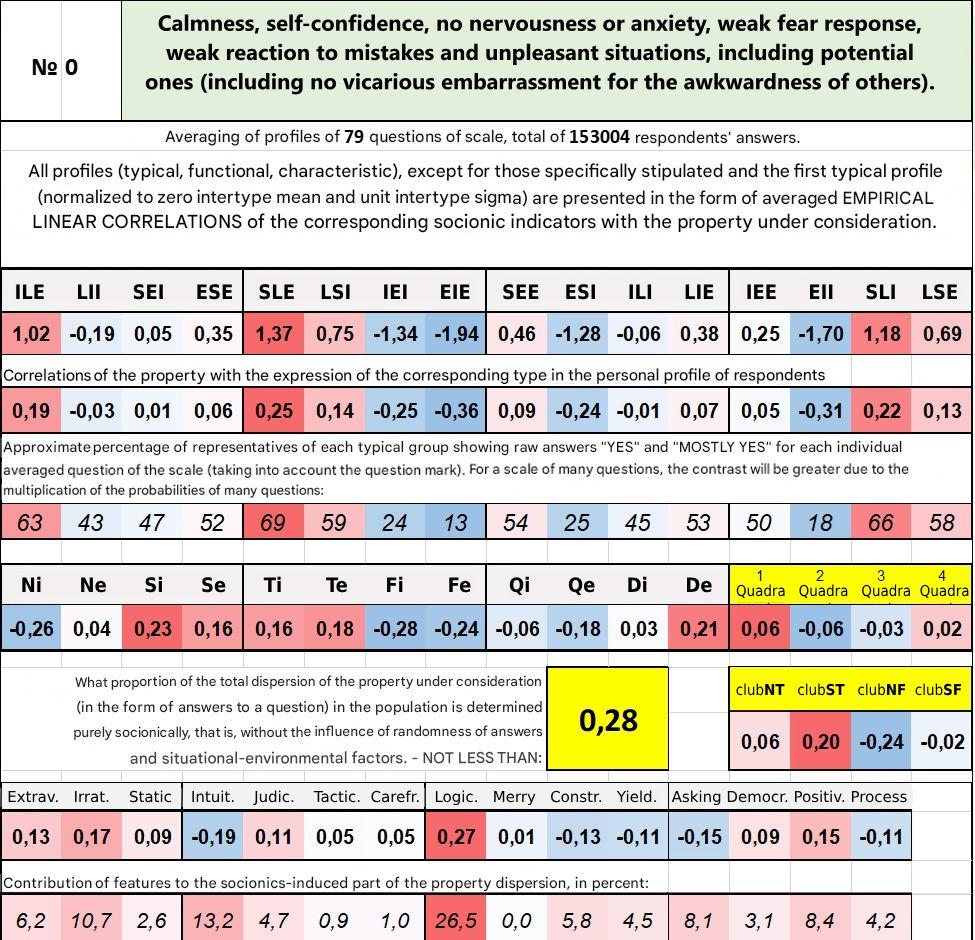 № 0
Calmness, self-confidence, no nervousness or anxiety, weak fear response,
weak reaction to mistakes and unpleasant situations, including potential
ones (including no vicarious embarrassment for the awkwardness of others).
Averaging of profiles of 79 questions of scale, total of 153004 respondents' answers.
All profiles (typical, functional, characteristic), except for those specifically stipulated and the first typical profile
(normalized to zero intertype mean and unit intertype sigma) are presented in the form of averaged EMPIRICAL
LINEAR CORRELATIONS of the corresponding socionic indicators with the property under consideration.
ILE LII SEI ESE SLE LSI IEI EIE SEE ESI ILI LIE IEE EII SLI LSE
1,02 -0,19 0,05 0,35 1,37 0,75 -1,34 -1,94 0,46 -1,28 -0,06 0,38 0,25 -1,70 1,18 0,69
Correlations of the property with the expression of the corresponding type in the personal profile of respondents
0,19 -0,03 0,01 0,06 0,25 0,14 -0,25 -0,36 0,09 -0,24 -0,01 0,07 0,05 -0,31 0,22 0,13
Approximate percentage of representatives of each typical group showing raw answers "YES" and "MOSTLY YES" for each individual
averaged question of the scale (taking into account the question mark). For a scale of many questions, the contrast will be greater due to the
multiplication of the probabilities of many questions:
63 43 47 52 69 59 24 13 54 25 45 53 50 18 66 58
Ni Ne Si Se Ti Te Fi Fe Qi Qe Di De 1 Quadra 2 Quadra 3 Quadra 4 Quadra
-0,26 0,04 0,23 0,16 0,16 0,18 -0,28 -0,24 -0,06 -0,18 0,03 0,21 0,06 -0,06 -0,03 0,02
What proportion of the total dispersion of the property under consideration
(in the form of answers to a question) in the population is determined
purely socionically, that is, without the influence of randomness of answers
and situational-environmental factors. - NOT LESS THAN:
0,28
clubNT clubST clubNF clubSF
0,06 0,20 -0,24 -0,02
Extrav. Irrat. Static Intuit. Judic. Tactic. Carefr. Logic. Merry Constr. Yield. Asking Democr. Positiv. Process
0,13 0,17 0,09 -0,19 0,11 0,05 0,05 0,27 0,01 -0,13 -0,11 -0,15 0,09 0,15 -0,11
Contribution of features to the socionics-induced part of the property dispersion, in percent:
6,2 10,7 2,6 13,2 4,7 0,9 1,0 26,5 0,0 5,8 4,5 8,1 3,1 8,4 4,2